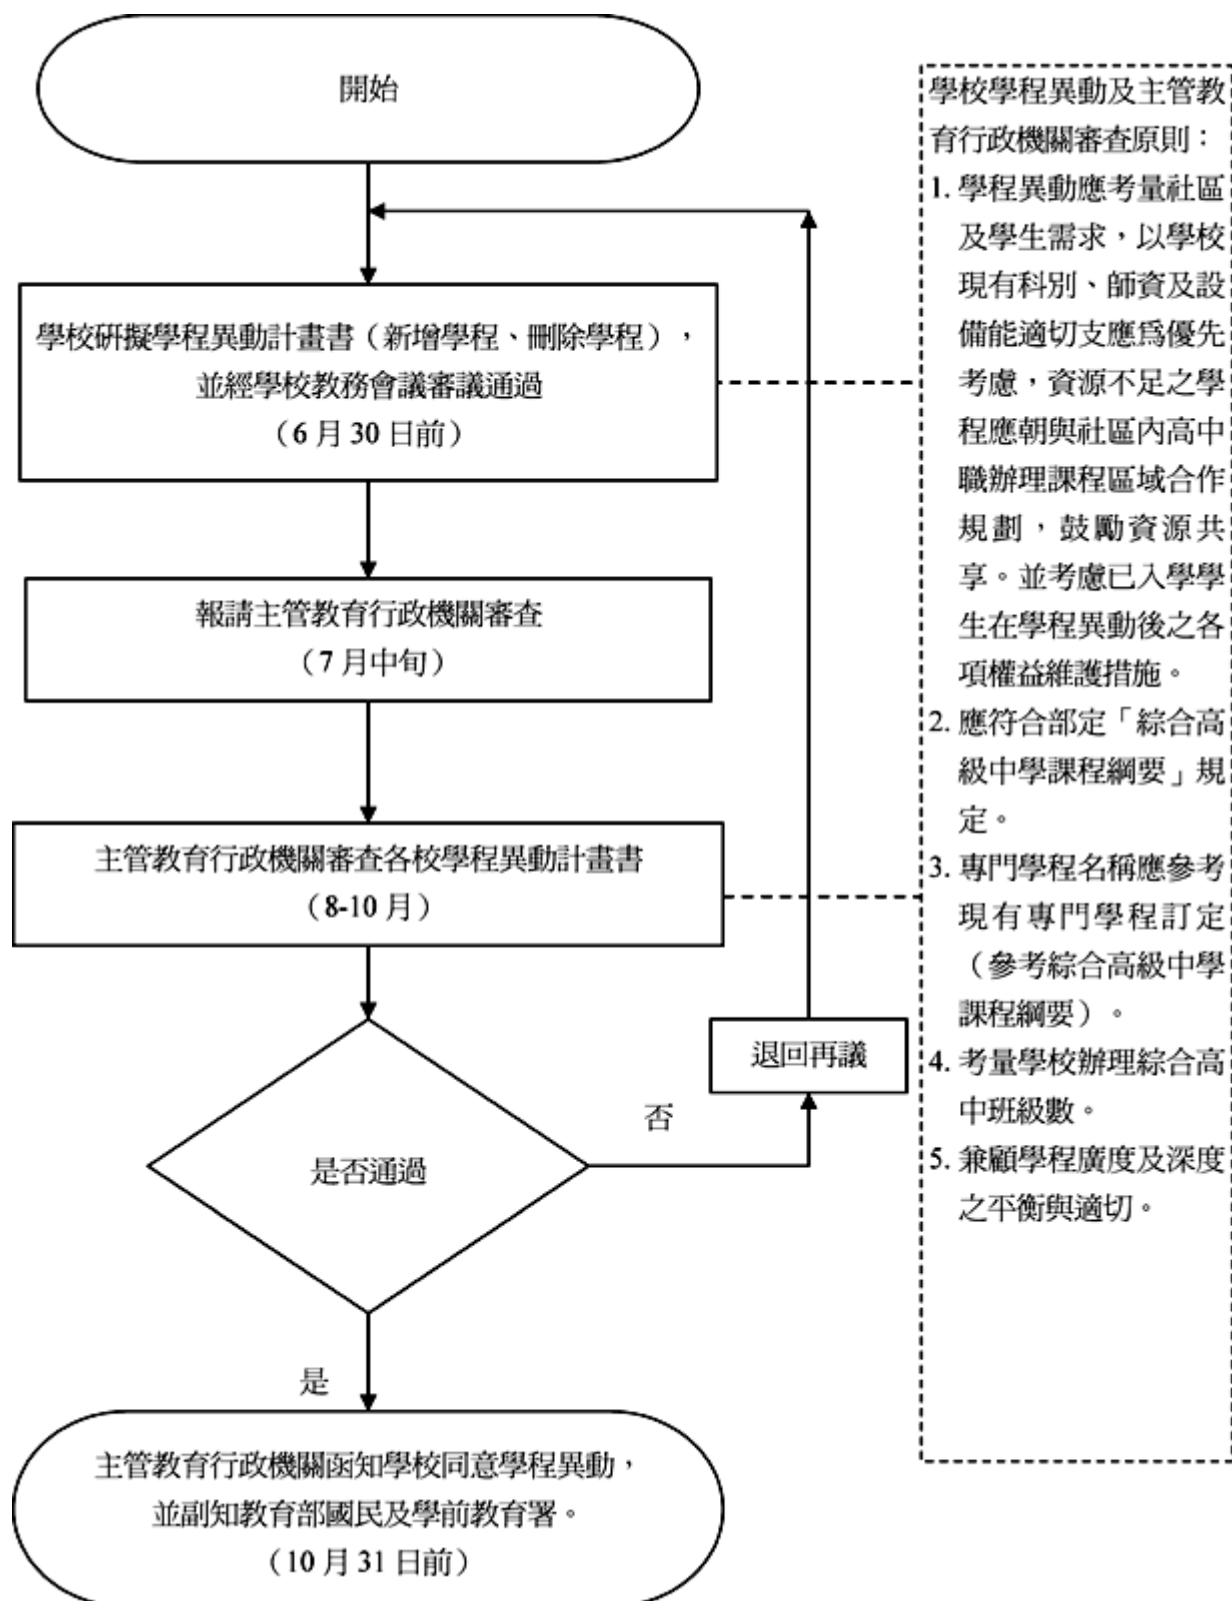 開始
學校研擬學程異動計畫書（新增學程、刪除學程），
並經學校教務會議審議通過
（6月30日前）
報請主管教育行政機關審查
（7月中旬）
主管教育行政機關審查各校學程異動計畫書
（8-10月）
是否通過
否
退回再議
是
主管教育行政機關函知學校同意學程異動，
並副知教育部國民及學前教育署。
（10月31日前）
學校學程異動及主管教
育行政機關審查原則：
1. 學程異動應考量社區
及學生需求，以學校
現有科別、師資及設
備能適切支應爲優先
考慮，資源不足之學
程應朝與社區內高中
職辦理課程區域合作
規劃，鼓勵資源共
享。並考慮已入學學
生在學程異動後之各
項權益維護措施。
2. 應符合部定「綜合高
級中學課程綱要」規
定。
3. 專門學程名稱應參考
現有專門學程訂定
（參考綜合高級中學
課程綱要）。
4. 考量學校辦理綜合高
中班級數。
5. 兼顧學程廣度及深度
之平衡與適切。